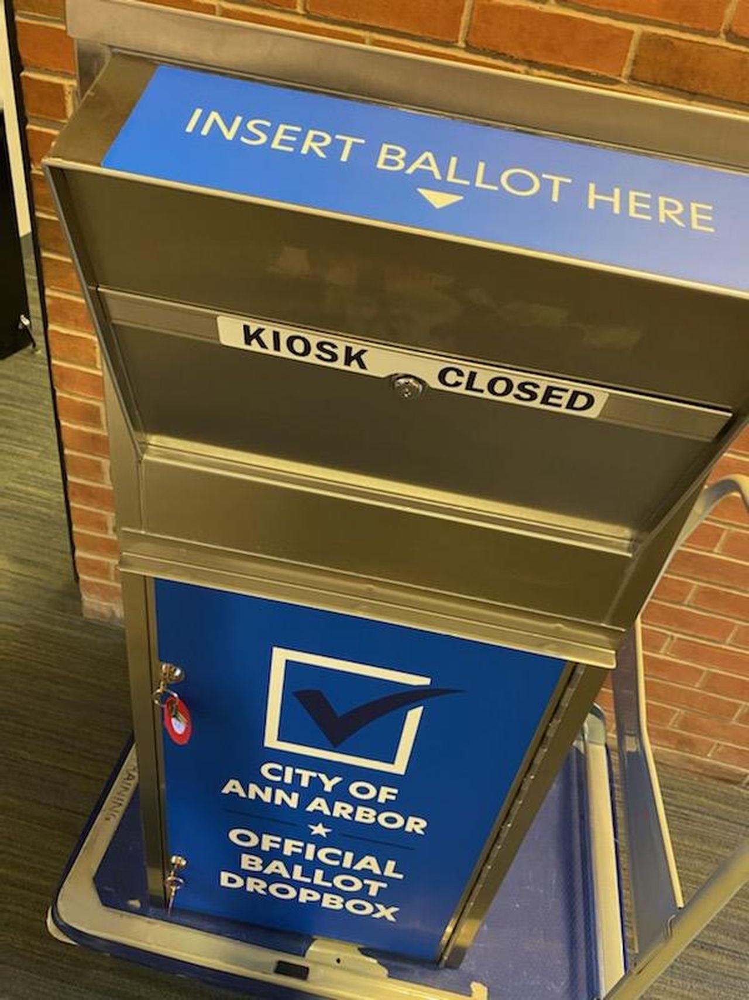 INSERT BALLOT HERE
KIOSK CLOSED
CITY OF
ANN ARBOR
OFFICIAL
BALLOT
DROPBOX